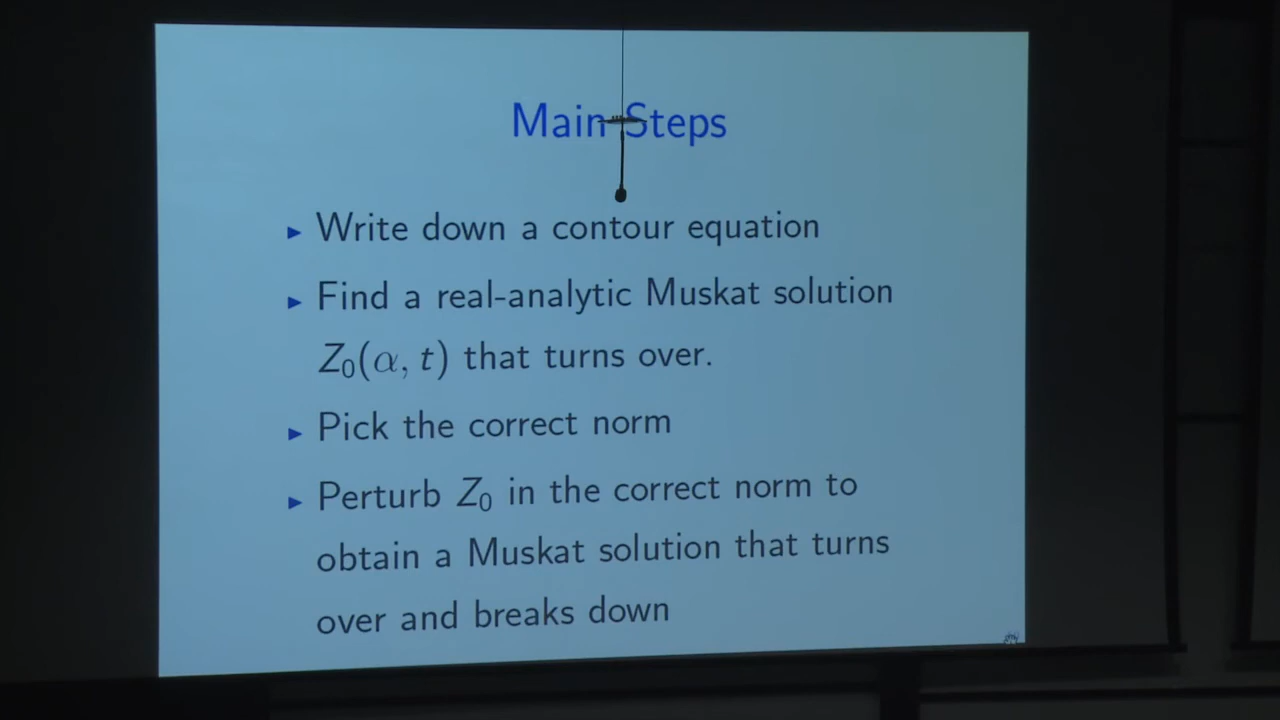 Main Steps
▸ Write down a contour equation
▸ Find a real-analytic Muskat solution
Z₀(α, t) that turns over.
▸ Pick the correct norm
▸ Perturb Z₀ in the correct norm to
obtain a Muskat solution that turns
over and breaks down